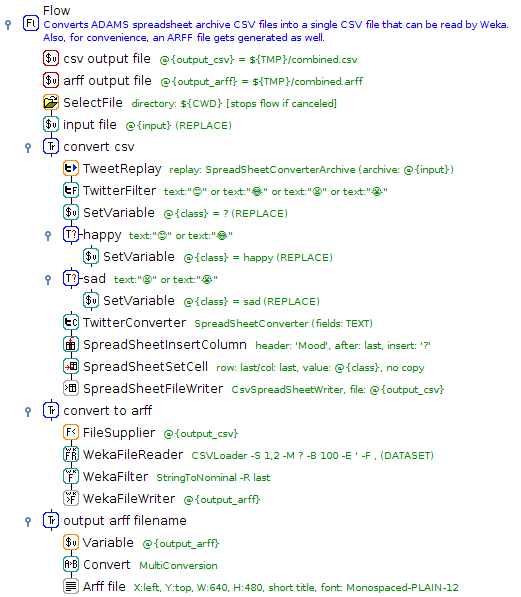 Flow
Converts ADAMS spreadsheet archive CSV files into a single CSV file that can be read by Weka.
Also, for convenience, an ARFF file gets generated as well.
csv output file @{output_csv} = ${TMP}/combined.csv
arff output file @{output_arff} = ${TMP}/combined.arff
SelectFile directory: ${CWD} [stops flow if canceled]
input file @{input} (REPLACE)
convert csv
TweetReplay replay: SpreadSheetConverterArchive (archive: @{input})
TwitterFilter text:"😊" or text:"😂" or text:"😫" or text:"😭"
SetVariable @{class} = ? (REPLACE)
happy text:"😊" or text:"😂"
SetVariable @{class} = happy (REPLACE)
sad text:"😫" or text:"😭"
SetVariable @{class} = sad (REPLACE)
TwitterConverter SpreadSheetConverter (fields: TEXT)
SpreadSheetInsertColumn header: 'Mood', after: last, insert: '?'
SpreadSheetSetCell row: last/col: last, value: @{class}, no copy
SpreadSheetFileWriter CsvSpreadSheetWriter, file: @{output_csv}
convert to arff
FileSupplier @{output_csv}
WekaFileReader CSVLoader -S 1,2 -M ? -B 100 -E ' -F , (DATASET)
WekaFilter StringToNominal -R last
WekaFileWriter @{output_arff}
output arff filename
Variable @{output_arff}
Convert MultiConversion
Arff file X:left, Y:top, W:640, H:480, short title, font: Monospaced-PLAIN-12